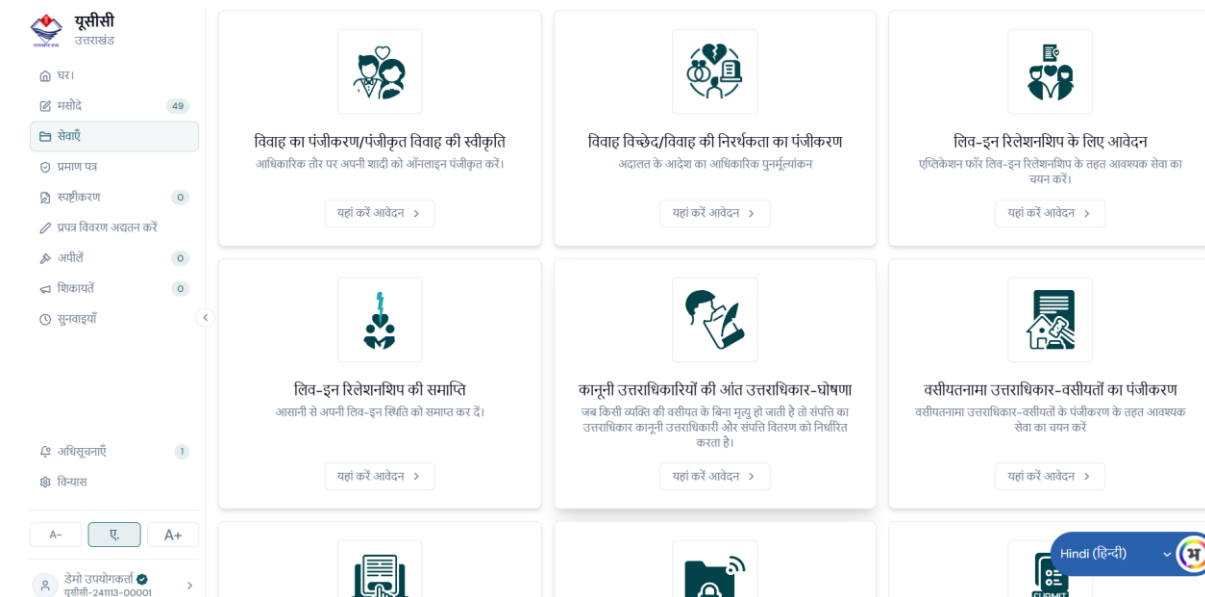 यूसीसी
उत्तराखंड
घर।
मसौदे 49
सेवाएँ
प्रमाण पत्र
स्पष्टीकरण 0
प्रपत्र विवरण अद्यतन करें
अपीलें 0
शिकायतें 0
सुनवाइयाँ
अधिसूचनाएँ 1
विन्यास
A- ए. A+
डेमो उपयोगकर्ता
यूसीसी-241113-00001
विवाह का पंजीकरण/पंजीकृत विवाह की स्वीकृति
आधिकारिक तौर पर अपनी शादी को ऑनलाइन पंजीकृत करें।
यहां करें आवेदन
विवाह विच्छेद/विवाह की निरर्थकता का पंजीकरण
अदालत के आदेश का आधिकारिक पुनर्मूल्यांकन
यहां करें आवेदन
लिव-इन रिलेशनशिप के लिए आवेदन
एप्लिकेशन फॉर लिव-इन रिलेशनशिप के तहत आवश्यक सेवा का
चयन करें।
यहां करें आवेदन
लिव-इन रिलेशनशिप की समाप्ति
आसानी से अपनी लिव-इन स्थिति को समाप्त कर दें।
यहां करें आवेदन
कानूनी उत्तराधिकारियों की आंत उत्तराधिकार-घोषणा
जब किसी व्यक्ति की वसीयत के बिना मृत्यु हो जाती है तो संपत्ति का
उत्तराधिकार कानूनी उत्तराधिकारी और संपत्ति वितरण को निर्धारित
करता है।
यहां करें आवेदन
वसीयतनामा उत्तराधिकार-वसीयतों का पंजीकरण
वसीयतनामा उत्तराधिकार-वसीयतों के पंजीकरण के तहत आवश्यक
सेवा का चयन करें
यहां करें आवेदन
SUBMIT
Hindi (हिन्दी)